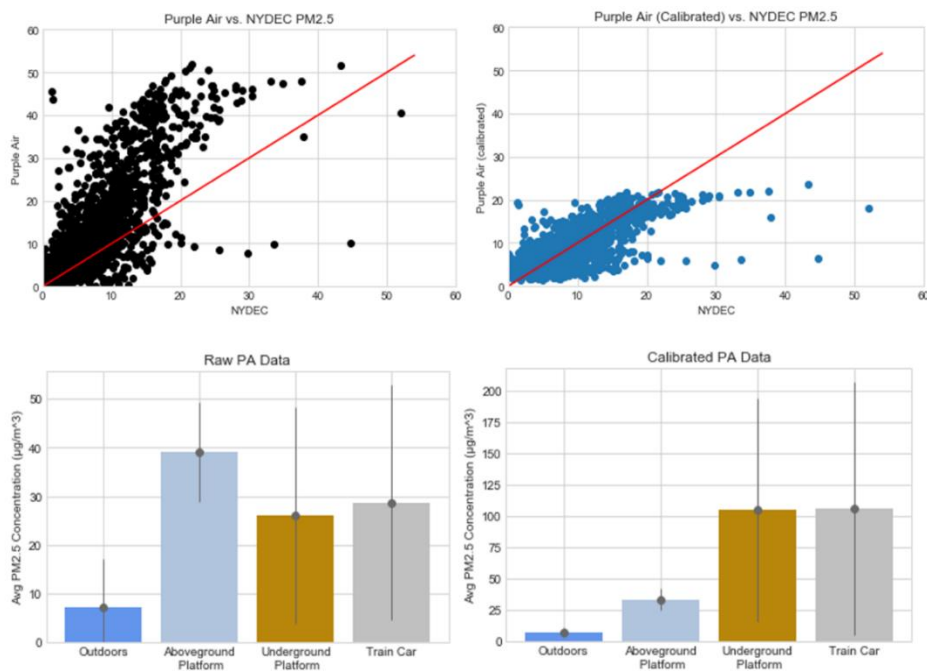 Purple Air vs. NYDEC PM2.5
60
50
40
30
20
10
0
Purple Air
0 10 20 30 40 50 60
NYDEC
Purple Air (Calibrated) vs. NYDEC PM2.5
60
50
40
30
20
10
0
Purple Air (calibrated)
0 10 20 30 40 50 60
NYDEC
Raw PA Data
50
40
30
20
10
0
Avg PM2.5 Concentration (µg/m^3)
Outdoors Aboveground Underground Train Car
Platform Platform
Calibrated PA Data
200
175
150
125
100
75
50
25
0
Avg PM2.5 Concentration (µg/m^3)
Outdoors Aboveground Underground Train Car
Platform Platform